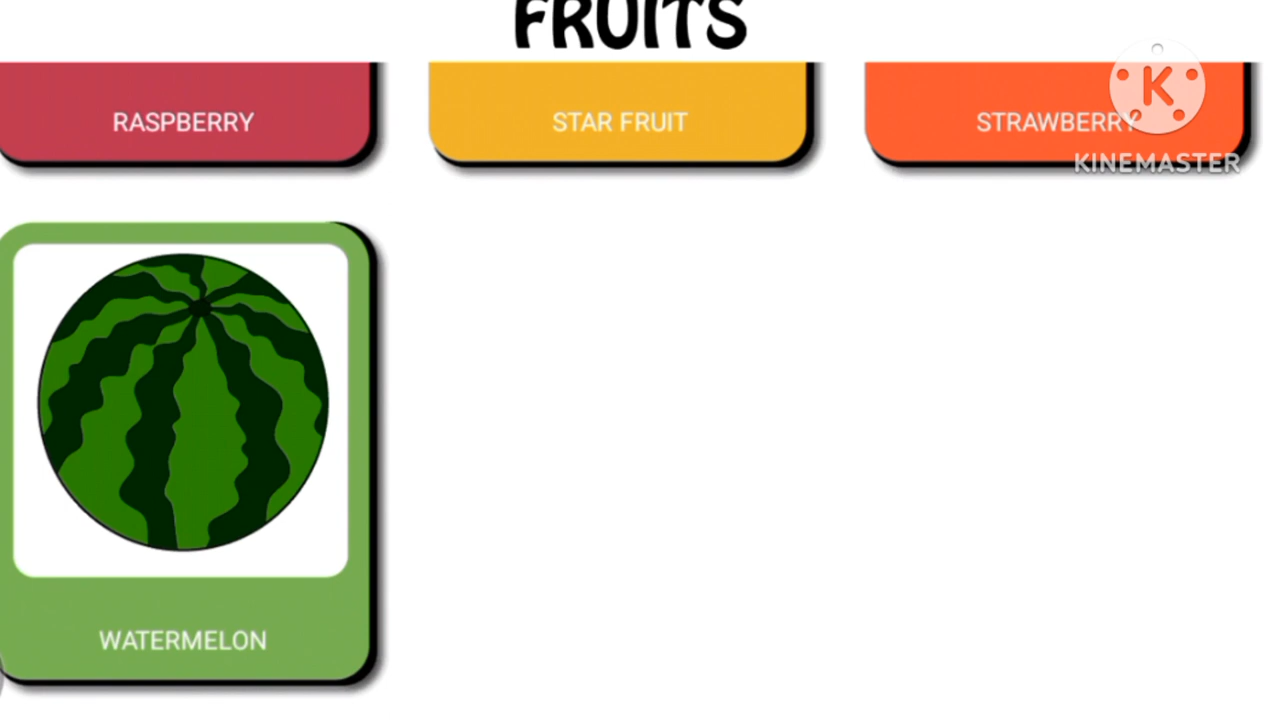 FRUITS
RASPBERRY
STAR FRUIT
STRAWBERRY
K
KINEMASTER
WATERMELON